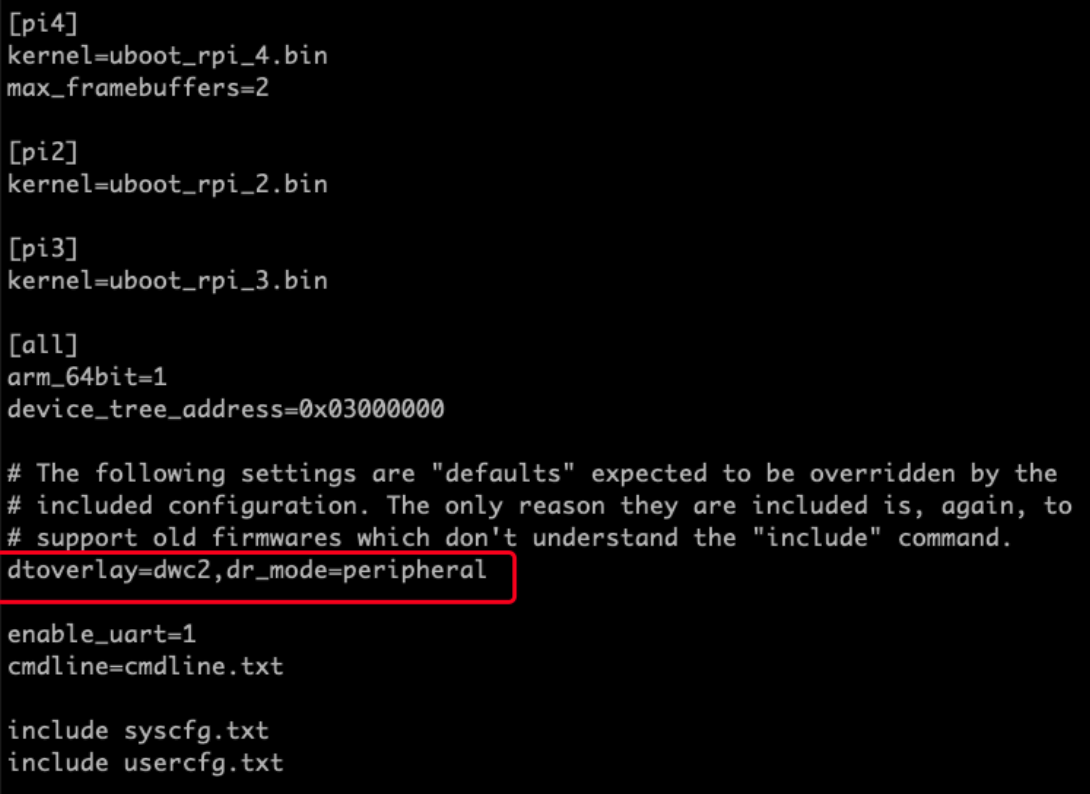 [pi4]
kernel=uboot_rpi_4.bin
max_framebuffers=2
[pi2]
kernel=uboot_rpi_2.bin
[pi3]
kernel=uboot_rpi_3.bin
[all]
arm_64bit=1
device_tree_address=0x03000000
# The following settings are "defaults" expected to be overridden by the
# included configuration. The only reason they are included is, again, to
# support old firmwares which don't understand the "include" command.
dtoverlay=dwc2,dr_mode=peripheral
enable_uart=1
cmdline=cmdline.txt
include syscfg.txt
include usercfg.txt